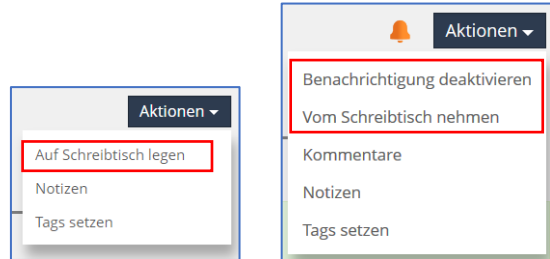 Aktionen
Auf Schreibtisch legen
Notizen
Tags setzen
Aktionen
Benachrichtigung deaktivieren
Vom Schreibtisch nehmen
Kommentare
Notizen
Tags setzen